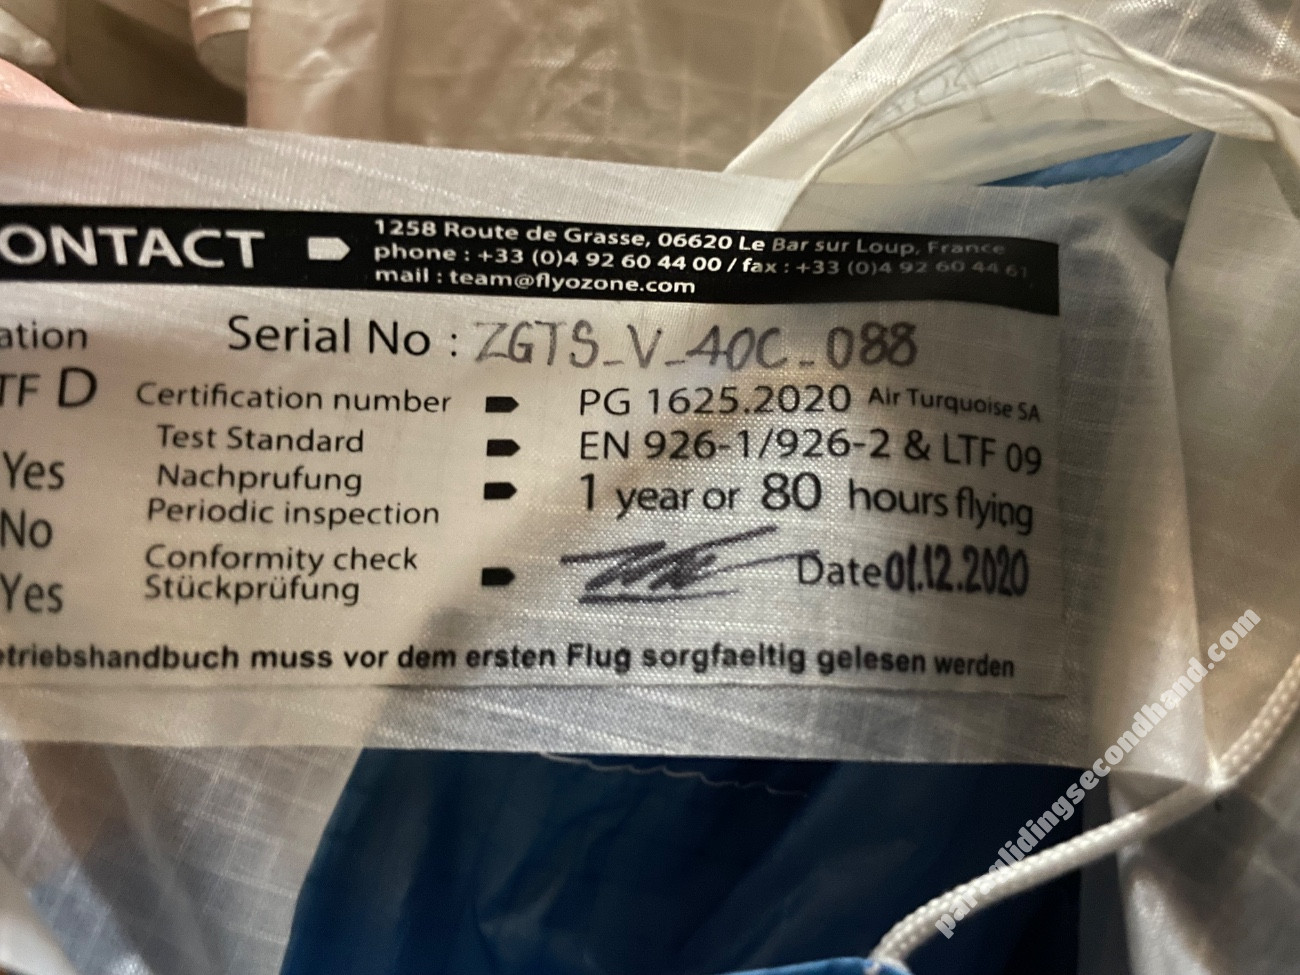 ONTACT
1258 Route de Grasse, 06620 Le Bar sur Loup, France
phone : +33 (0)4 92 60 44 00 / fax : +33 (0)4 92 60 44 61
mail : team@flyozone.com
ation
Serial No : ZGTS_V_40C_088
TF D
Certification number PG 1625.2020 Air Turquoise SA
Test Standard EN 926-1/926-2 & LTF 09
Yes
Nachprufung
Periodic inspection 1 year or 80 hours flying
No
Conformity check
Stückprüfung Date 01.12.2020
Yes
etriebshandbuch muss vor dem ersten Flug sorgfaeltig gelesen werden
paraglidingsecondhand.com